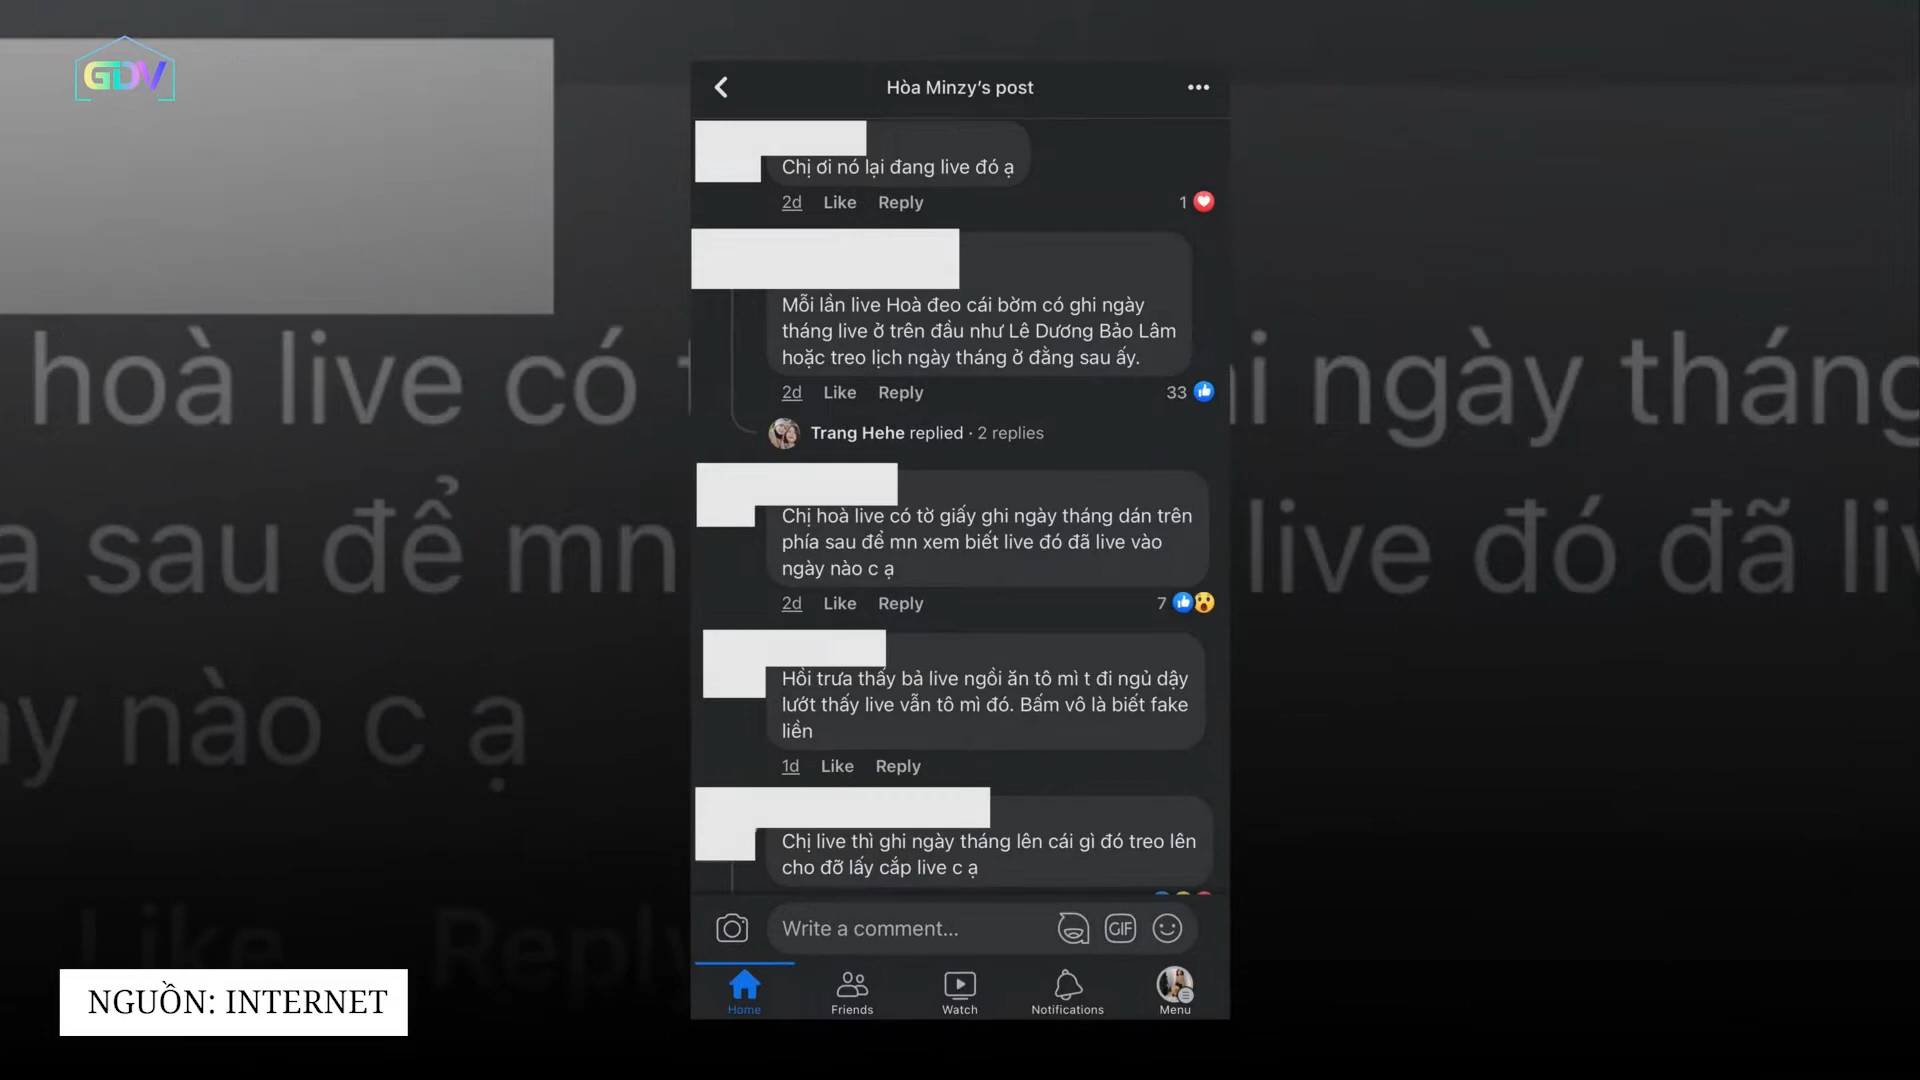 GDV
Hòa Minzy's post
Chị ơi nó lại đang live đó ạ
2d Like Reply 1
Mỗi lần live Hoà đeo cái bờm có ghi ngày
tháng live ở trên đầu như Lê Dương Bảo Lâm
hoặc treo lịch ngày tháng ở đằng sau ấy.
2d Like Reply 33
Trang Hehe replied · 2 replies
Chị hoà live có tờ giấy ghi ngày tháng dán trên
phía sau để mn xem biết live đó đã live vào
ngày nào c ạ
2d Like Reply 7
Hồi trưa thấy bả live ngồi ăn tô mì t đi ngủ dậy
lướt thấy live vẫn tô mì đó. Bấm vô là biết fake
liền
1d Like Reply
Chị live thì ghi ngày tháng lên cái gì đó treo lên
cho đỡ lấy cắp live c ạ
Write a comment...
GIF
Home Friends Watch Notifications Menu
hoà live có i ngày tháng
a sau để mn live đó đã
ày nào c ạ
Like Reply
NGUỒN: INTERNET